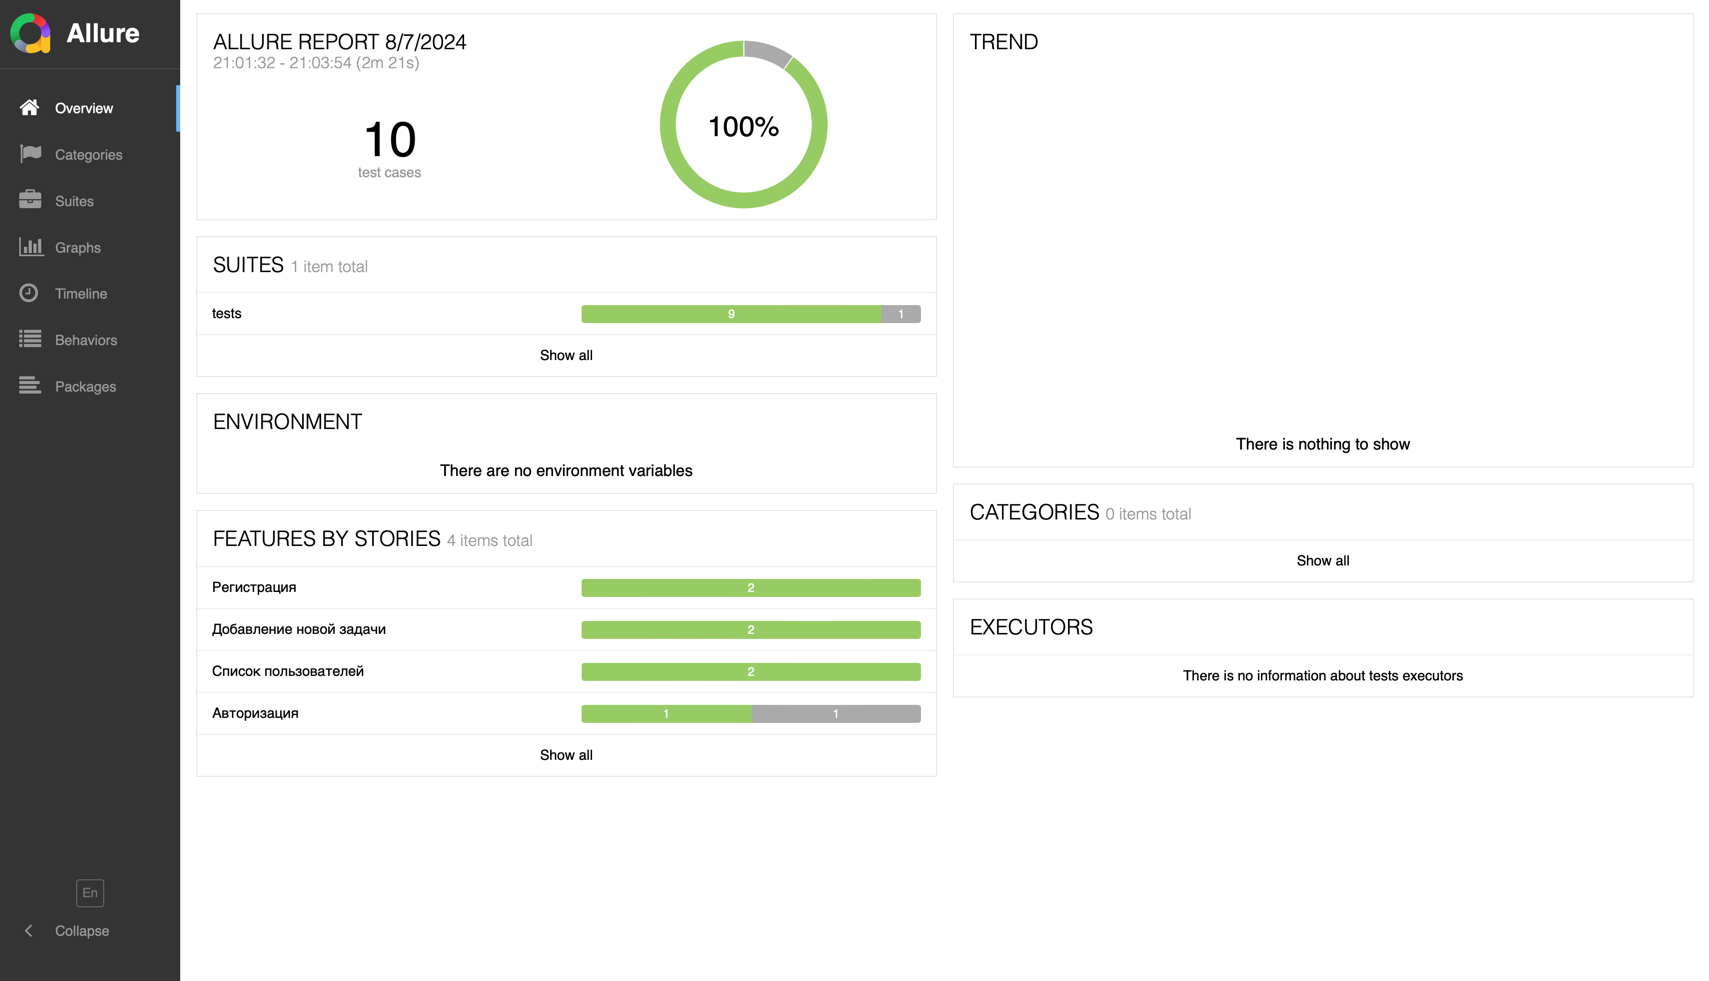 Allure
Overview
Categories
Suites
Graphs
Timeline
Behaviors
Packages
En
Collapse
ALLURE REPORT 8/7/2024
21:01:32 - 21:03:54 (2m 21s)
10
test cases
100%
SUITES 1 item total
tests 9 1
Show all
ENVIRONMENT
There are no environment variables
FEATURES BY STORIES 4 items total
Регистрация 2
Добавление новой задачи 2
Список пользователей 2
Авторизация 1 1
Show all
TREND
There is nothing to show
CATEGORIES 0 items total
Show all
EXECUTORS
There is no information about tests executors